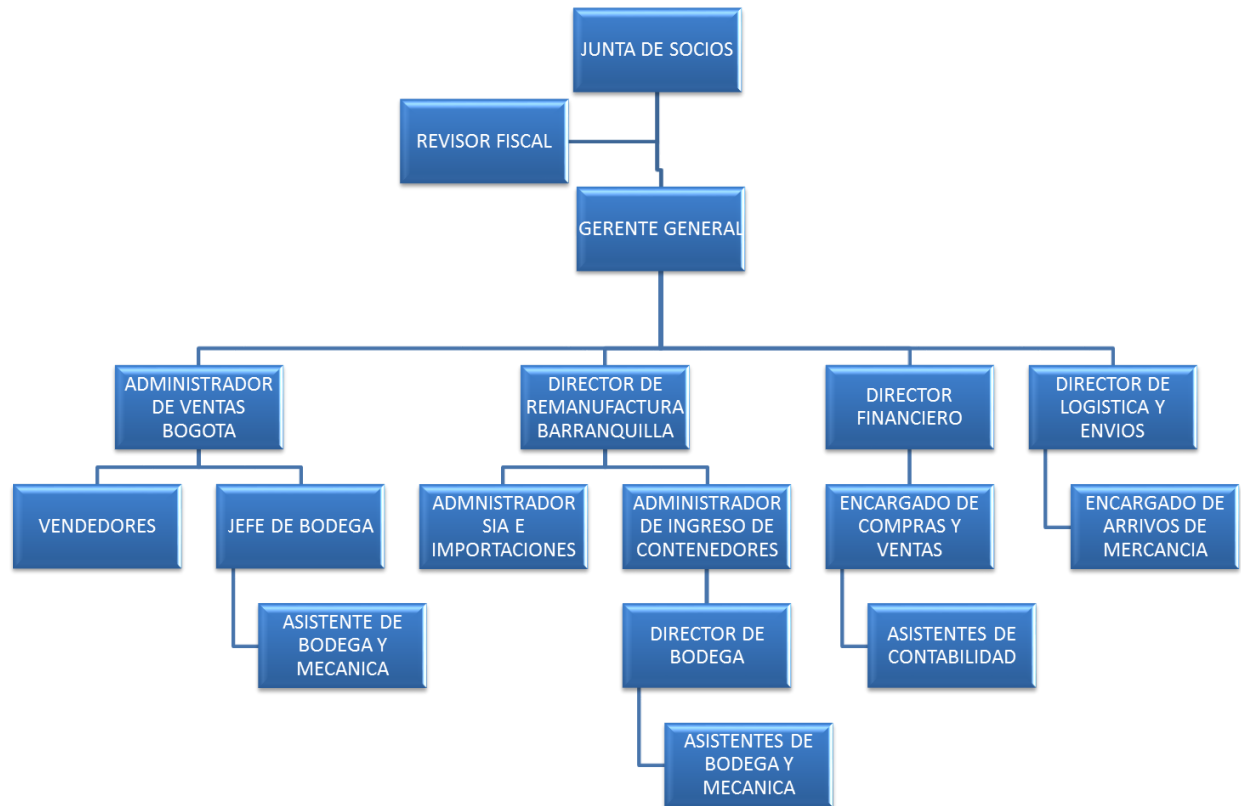 JUNTA DE SOCIOS
REVISOR FISCAL
GERENTE GENERAL
ADMINISTRADOR
DE VENTAS
BOGOTA
DIRECTOR DE
REMANUFACTURA
BARRANQUILLA
DIRECTOR
FINANCIERO
DIRECTOR DE
LOGISTICA Y
ENVIOS
VENDEDORES
JEFE DE BODEGA
ADMNISTRADOR
SIA E
IMPORTACIONES
ADMINISTRADOR
DE INGRESO DE
CONTENEDORES
ENCARGADO DE
COMPRAS Y
VENTAS
ENCARGADO DE
ARRIVOS DE
MERCANCIA
ASISTENTE DE
BODEGA Y
MECANICA
DIRECTOR DE
BODEGA
ASISTENTES DE
CONTABILIDAD
ASISTENTES DE
BODEGA Y
MECANICA